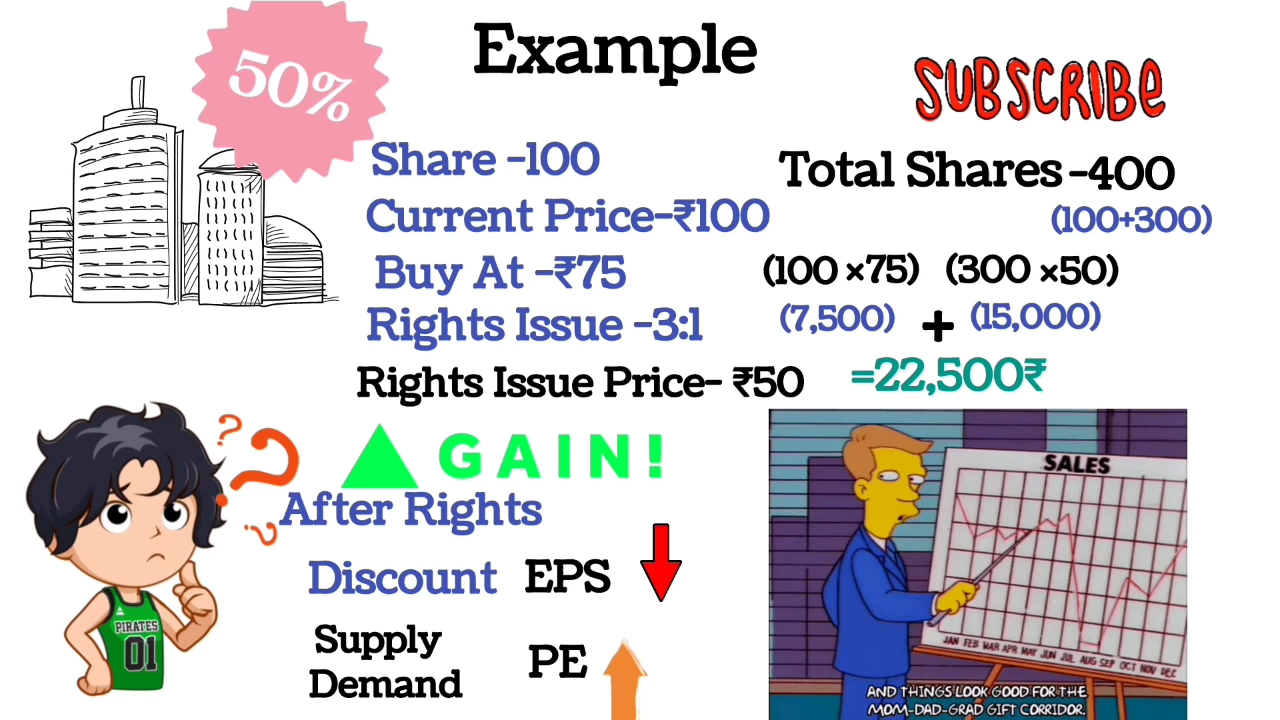 Example
50%
SUBSCRIBE
Share -100
Current Price-₹100
Buy At -₹75
Rights Issue -3:1
Rights Issue Price- ₹50
Total Shares -400
(100+300)
(100 ×75) (300 ×50)
(7,500) + (15,000)
=22,500₹
GAIN!
After Rights
Discount EPS
Supply
Demand
PE
? ? ?
PIRATES
01
SALES
JAN FEB MAR APR MAY JUN JUL AUG SEP OCT NOV DEC
AND THINGS LOOK GOOD FOR THE
MOM-DAD-GRAD GIFT CORRIDOR.